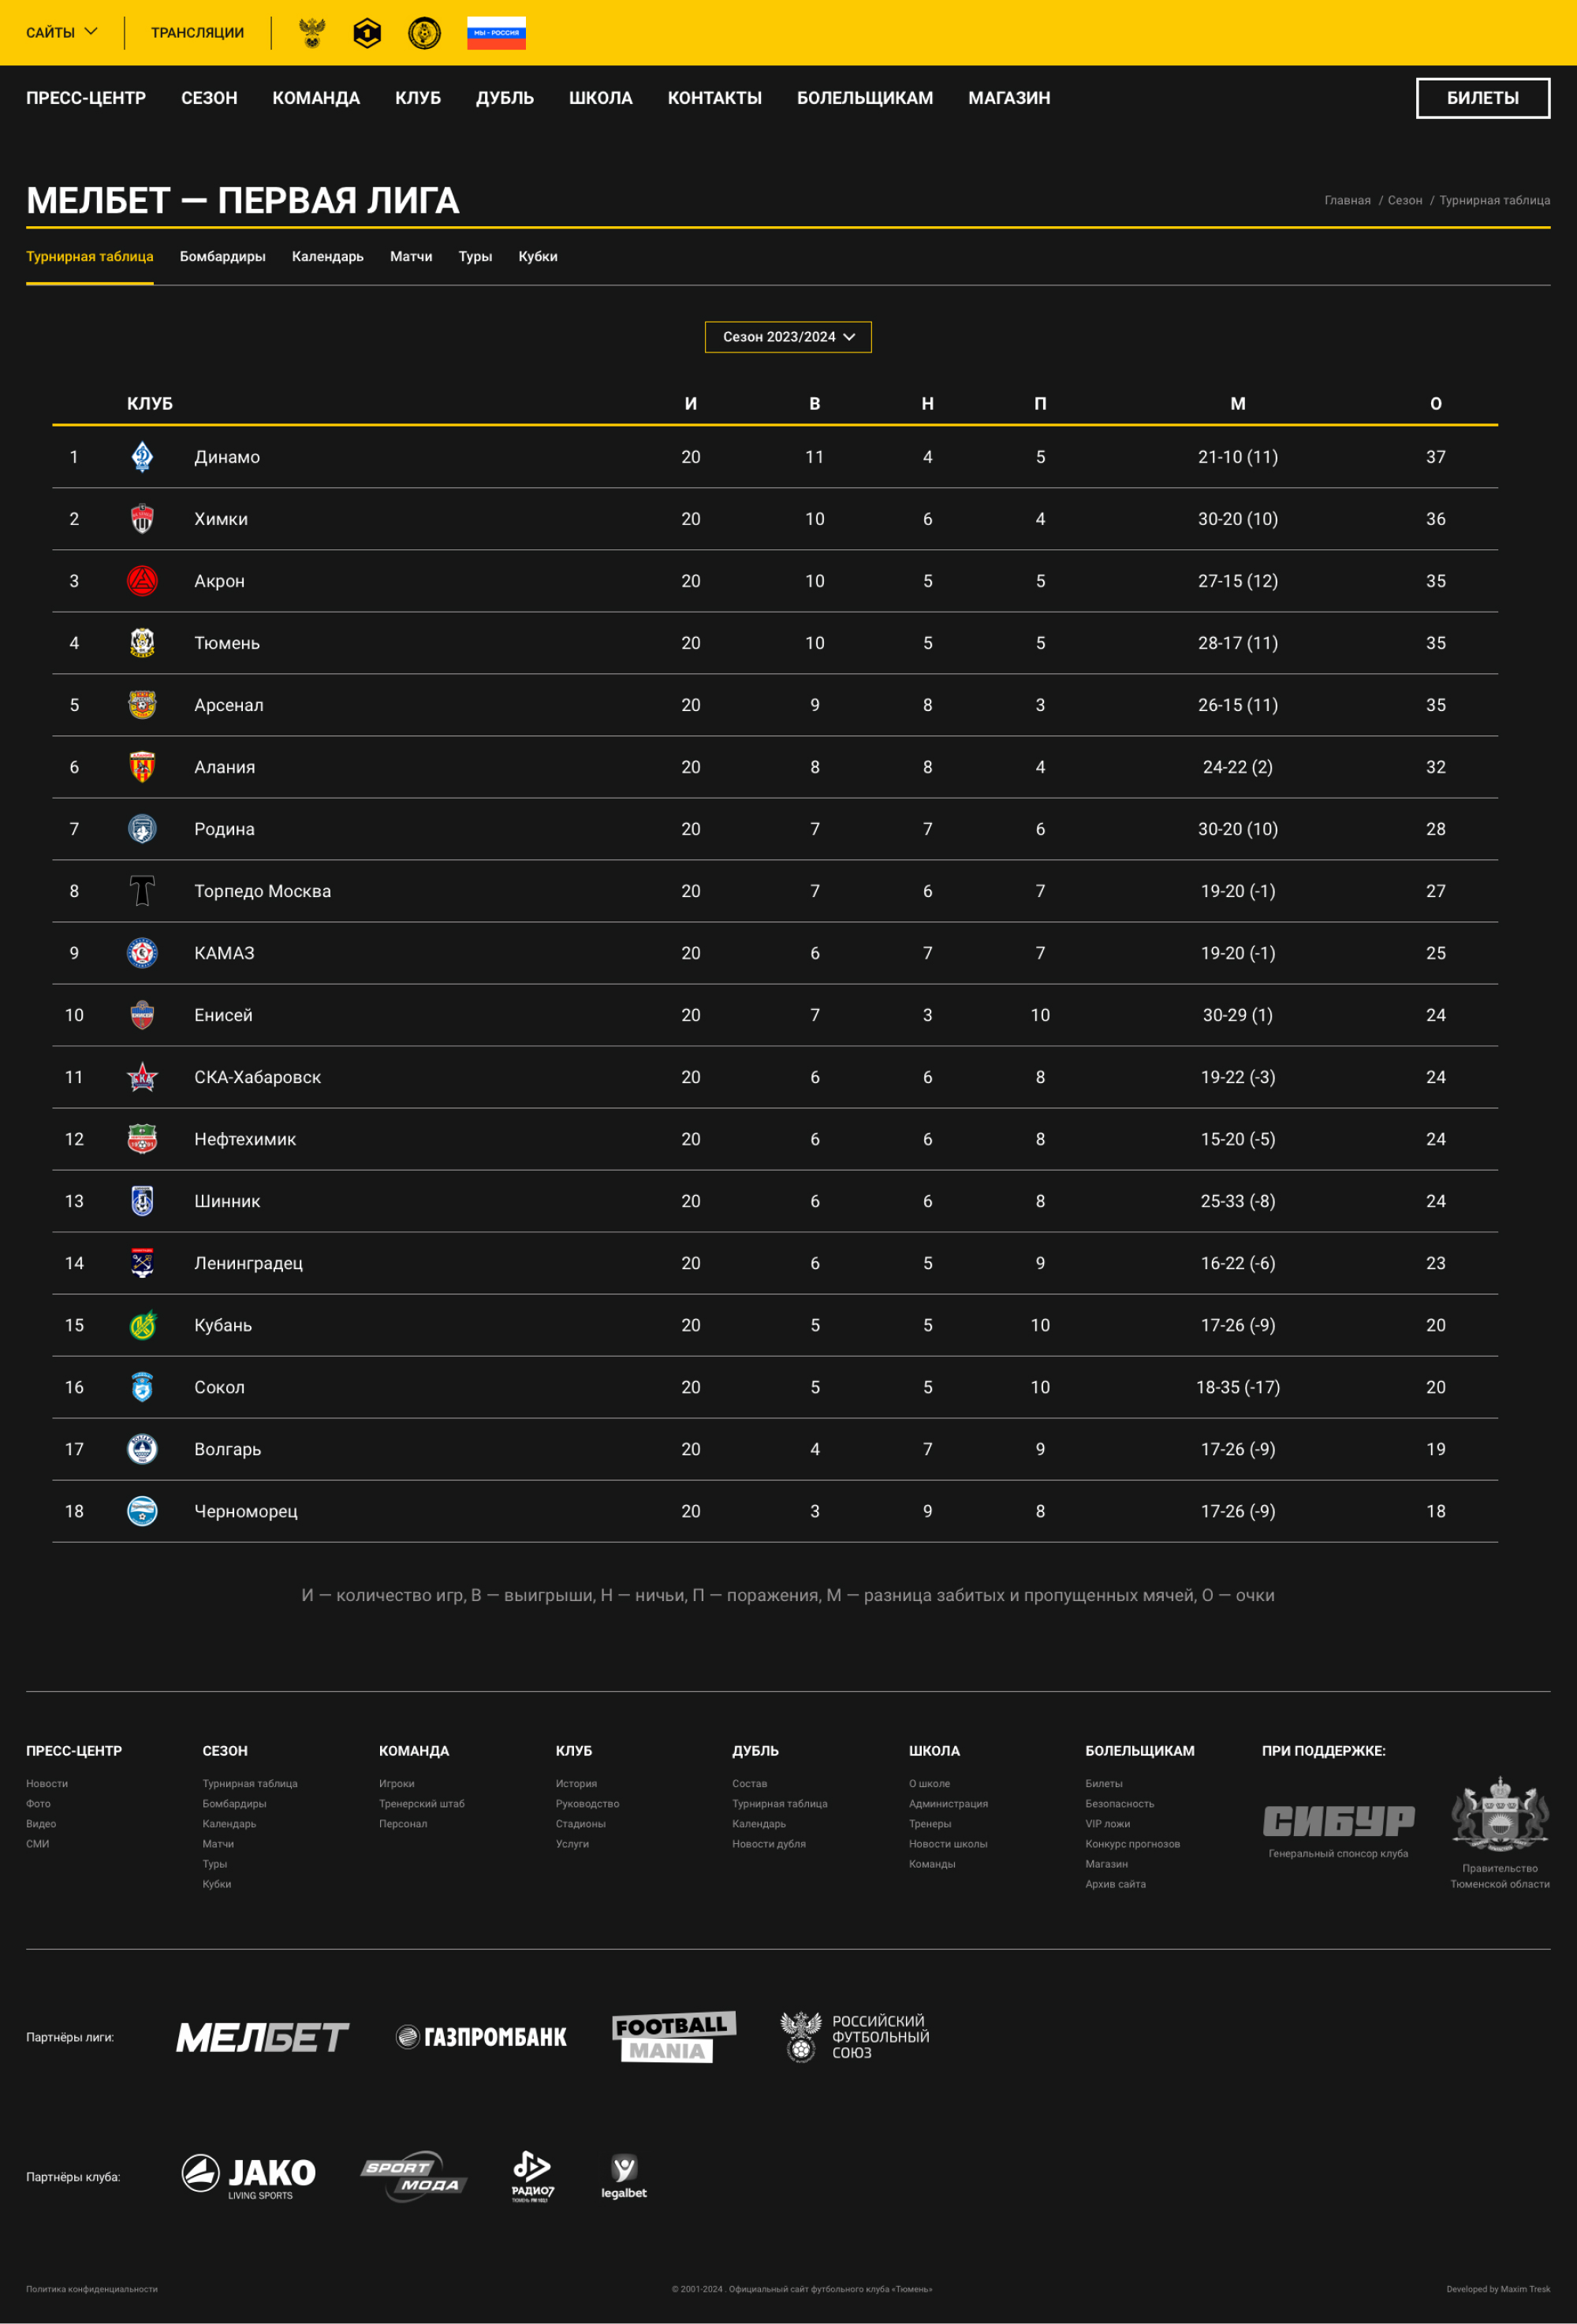 САЙТЫ ТРАНСЛЯЦИИ МЫ - РОССИЯ
ПРЕСС-ЦЕНТР СЕЗОН КОМАНДА КЛУБ ДУБЛЬ ШКОЛА КОНТАКТЫ БОЛЕЛЬЩИКАМ МАГАЗИН БИЛЕТЫ
МЕЛБЕТ — ПЕРВАЯ ЛИГА
Главная / Сезон / Турнирная таблица
Турнирная таблица Бомбардиры Календарь Матчи Туры Кубки
Сезон 2023/2024
КЛУБ И В Н П М О
1 Динамо 20 11 4 5 21-10 (11) 37
2 Химки 20 10 6 4 30-20 (10) 36
3 Акрон 20 10 5 5 27-15 (12) 35
4 Тюмень 20 10 5 5 28-17 (11) 35
5 Арсенал 20 9 8 3 26-15 (11) 35
6 Алания 20 8 8 4 24-22 (2) 32
7 Родина 20 7 7 6 30-20 (10) 28
8 Торпедо Москва 20 7 6 7 19-20 (-1) 27
9 КАМАЗ 20 6 7 7 19-20 (-1) 25
10 Енисей 20 7 3 10 30-29 (1) 24
11 СКА-Хабаровск 20 6 6 8 19-22 (-3) 24
12 Нефтехимик 20 6 6 8 15-20 (-5) 24
13 Шинник 20 6 6 8 25-33 (-8) 24
14 Ленинградец 20 6 5 9 16-22 (-6) 23
15 Кубань 20 5 5 10 17-26 (-9) 20
16 Сокол 20 5 5 10 18-35 (-17) 20
17 Волгарь 20 4 7 9 17-26 (-9) 19
18 Черноморец 20 3 9 8 17-26 (-9) 18
И — количество игр, В — выигрыши, Н — ничьи, П — поражения, М — разница забитых и пропущенных мячей, О — очки
ПРЕСС-ЦЕНТР
Новости
Фото
Видео
СМИ
СЕЗОН
Турнирная таблица
Бомбардиры
Календарь
Матчи
Туры
Кубки
КОМАНДА
Игроки
Тренерский штаб
Персонал
КЛУБ
История
Руководство
Стадионы
Услуги
ДУБЛЬ
Состав
Турнирная таблица
Календарь
Новости дубля
ШКОЛА
О школе
Администрация
Тренеры
Новости школы
Команды
БОЛЕЛЬЩИКАМ
Билеты
Безопасность
VIP ложи
Конкурс прогнозов
Магазин
Архив сайта
ПРИ ПОДДЕРЖКЕ:
СИБУР
Генеральный спонсор клуба
Правительство
Тюменской области
Партнёры лиги:
МЕЛБЕТ
ГАЗПРОМБАНК
FOOTBALL
MANIA
РОССИЙСКИЙ
ФУТБОЛЬНЫЙ
СОЮЗ
Партнёры клуба:
JAKO
LIVING SPORTS
SPORT
МОДА
РАДИО7
legalbet
Политика конфиденциальности
© 2001-2024 . Официальный сайт футбольного клуба «Тюмень»
Developed by Maxim Tresk